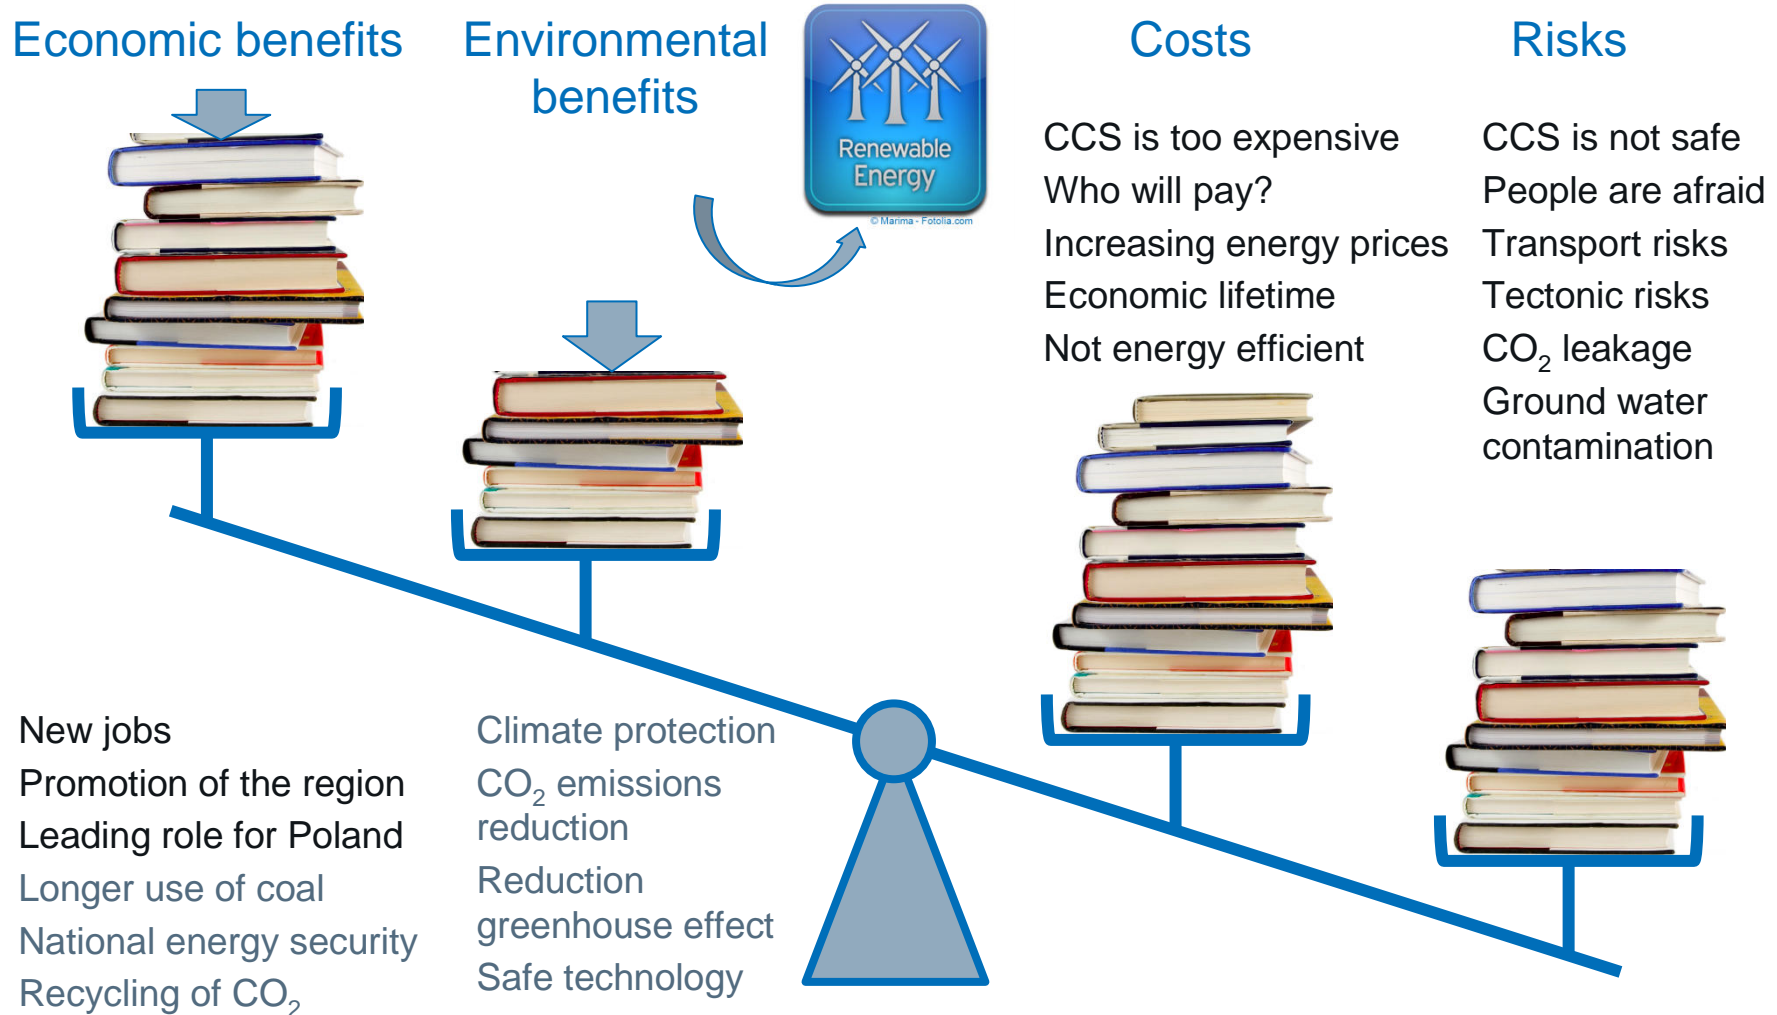 Economic benefits
Environmental
benefits
Renewable
Energy
© Marima - Fotolia.com
Costs
CCS is too expensive
Who will pay?
Increasing energy prices
Economic lifetime
Not energy efficient
Risks
CCS is not safe
People are afraid
Transport risks
Tectonic risks
CO₂ leakage
Ground water
contamination
New jobs
Promotion of the region
Leading role for Poland
Longer use of coal
National energy security
Recycling of CO₂
Climate protection
CO₂ emissions
reduction
Reduction
greenhouse effect
Safe technology